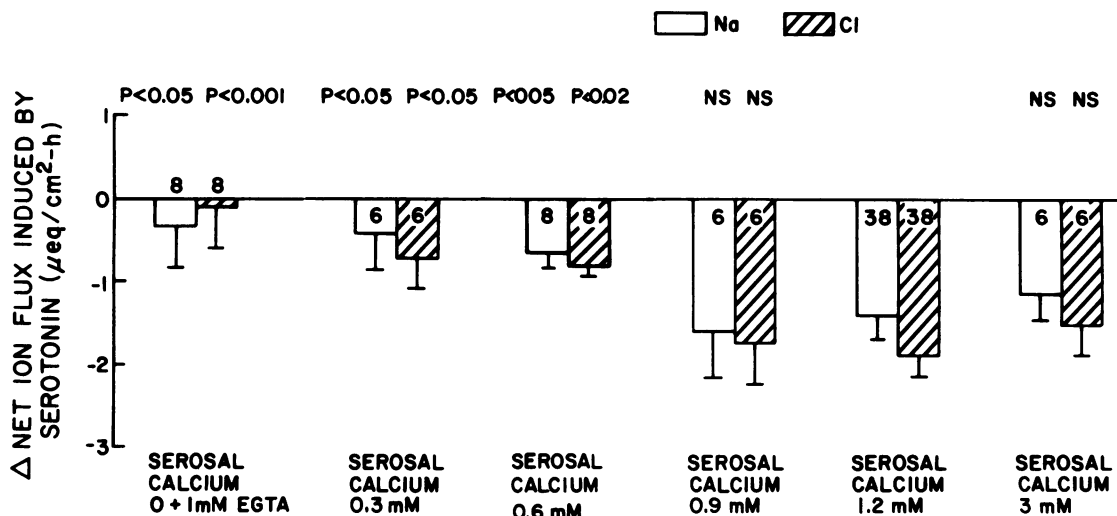 Na Cl
P<0.05 P<0.001 P<0.05 P<0.05 P<005 P<0.02 NS NS NS NS
Δ NET ION FLUX INDUCED BY
SEROTONIN (μeq/cm²-h)
1
0
-1
-2
-3
8 8
6 6
8 8
6 6
38 38
6 6
SEROSAL
CALCIUM
0 + 1mM EGTA
SEROSAL
CALCIUM
0.3 mM
SEROSAL
CALCIUM
0.6 mM
SEROSAL
CALCIUM
0.9 mM
SEROSAL
CALCIUM
1.2 mM
SEROSAL
CALCIUM
3 mM